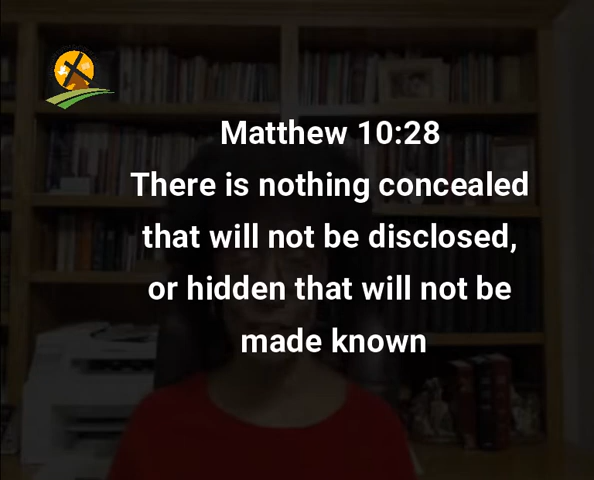 Matthew 10:28
There is nothing concealed
that will not be disclosed,
or hidden that will not be
made known